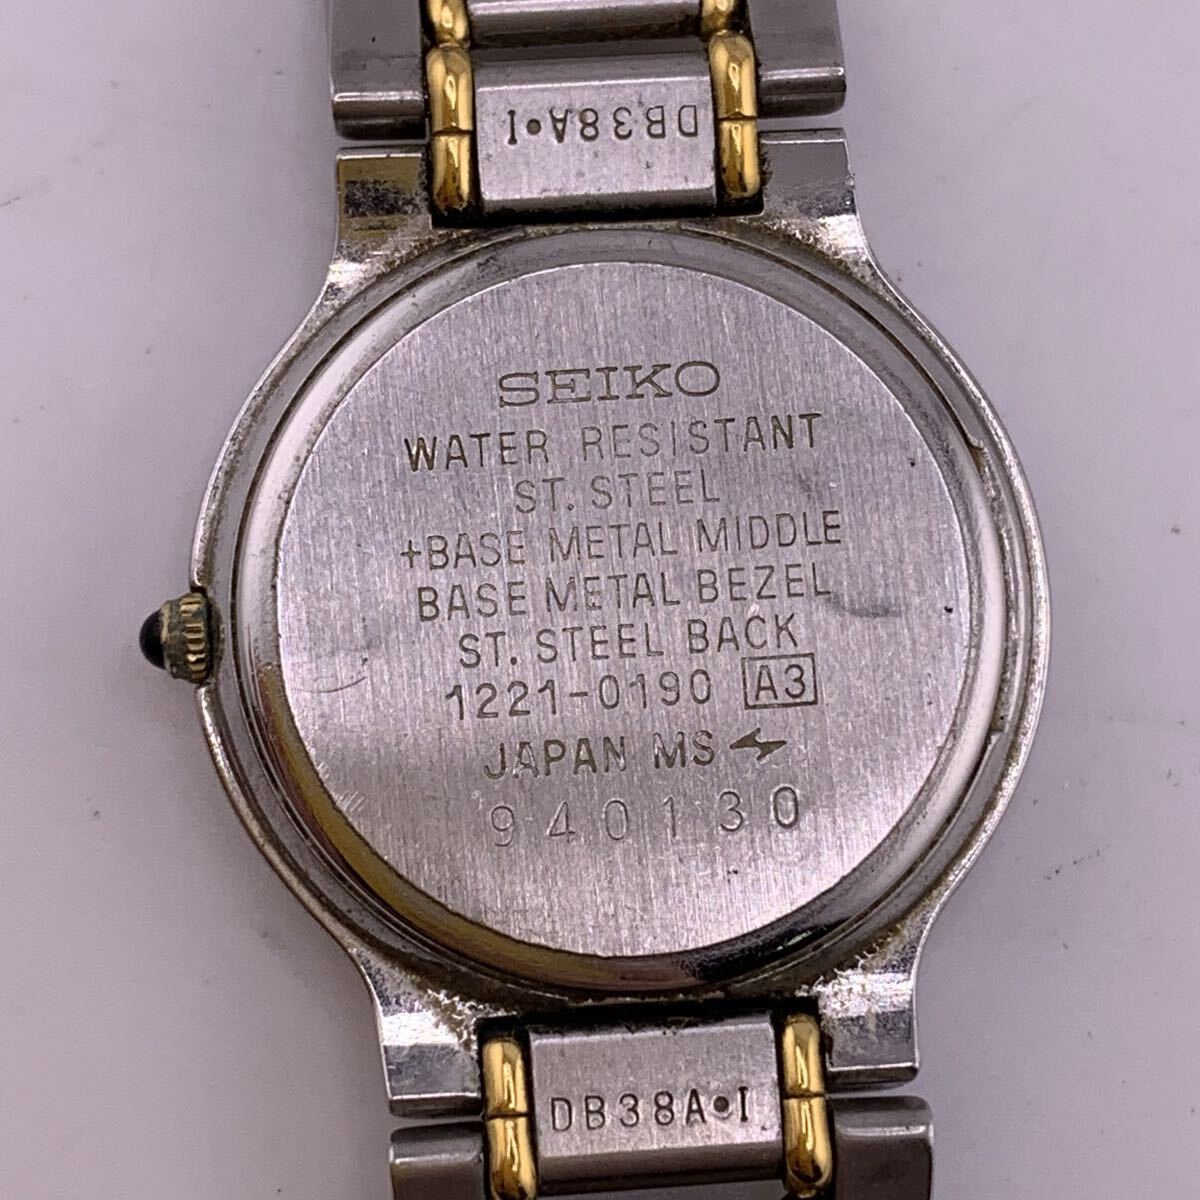 DB38A•I
SEIKO
WATER RESISTANT
ST. STEEL
+BASE METAL MIDDLE
BASE METAL BEZEL
ST. STEEL BACK
1221-0190 A3
JAPAN MS
940130
DB38A•I